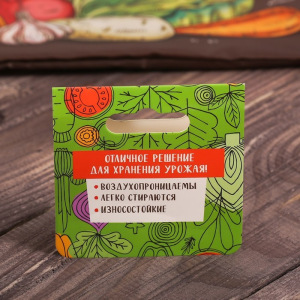 ОТЛИЧНОЕ РЕШЕНИЕ
ДЛЯ ХРАНЕНИЯ УРОЖАЯ!
• ВОЗДУХОПРОНИЦАЕМЫ
• ЛЕГКО СТИРАЮТСЯ
• ИЗНОСОСТОЙКИЕ